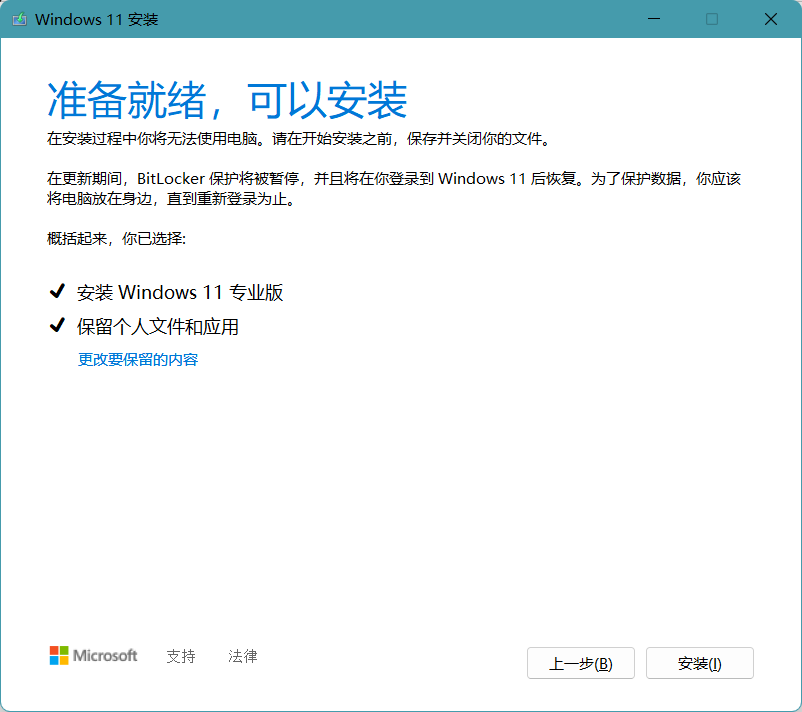 Windows 11 安装
准备就绪，可以安装
在安装过程中你将无法使用电脑。请在开始安装之前，保存并关闭你的文件。
在更新期间，BitLocker 保护将被暂停，并且将在你登录到 Windows 11 后恢复。为了保护数据，你应该
将电脑放在身边，直到重新登录为止。
概括起来，你已选择:
安装 Windows 11 专业版
保留个人文件和应用
更改要保留的内容
Microsoft 支持 法律 上一步(B) 安装(I)